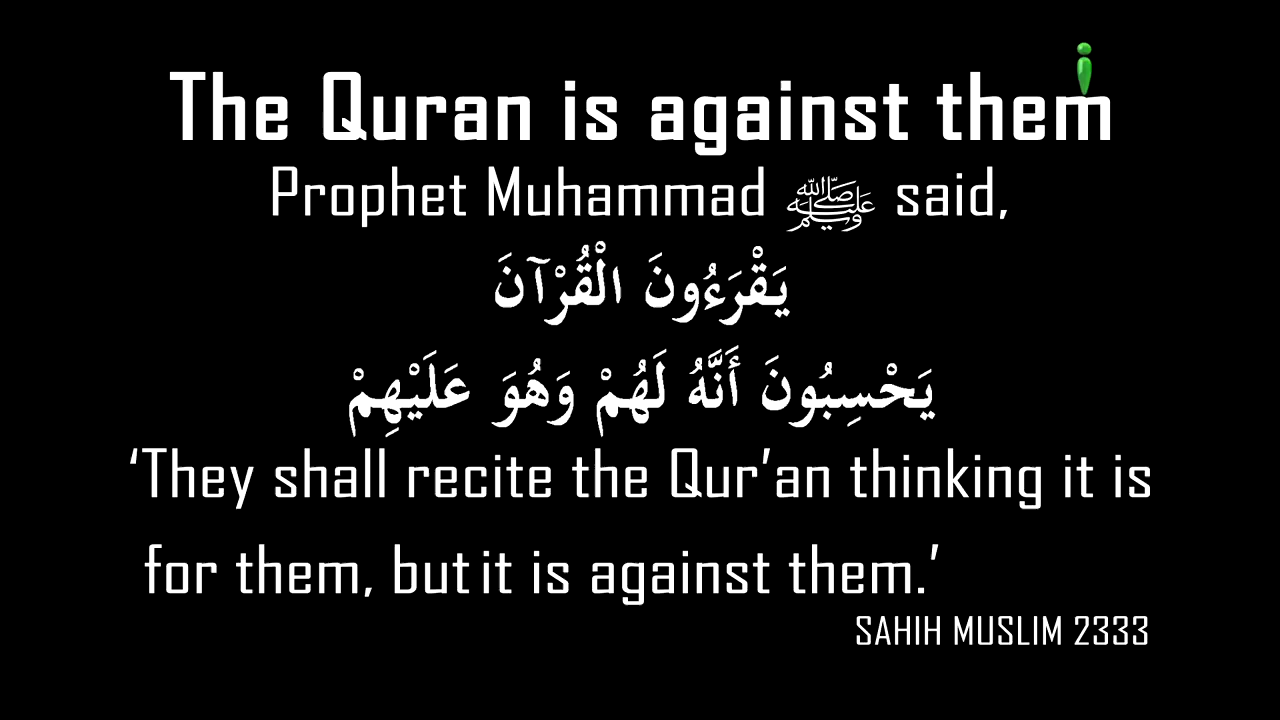 The Quran is against them
Prophet Muhammad ﷺ said,
يَقْرَءُونَ الْقُرْآنَ
يَحْسِبُونَ أَنَّهُ لَهُمْ وَهُوَ عَلَيْهِمْ
‘They shall recite the Qur’an thinking it is
for them, but it is against them.’
SAHIH MUSLIM 2333